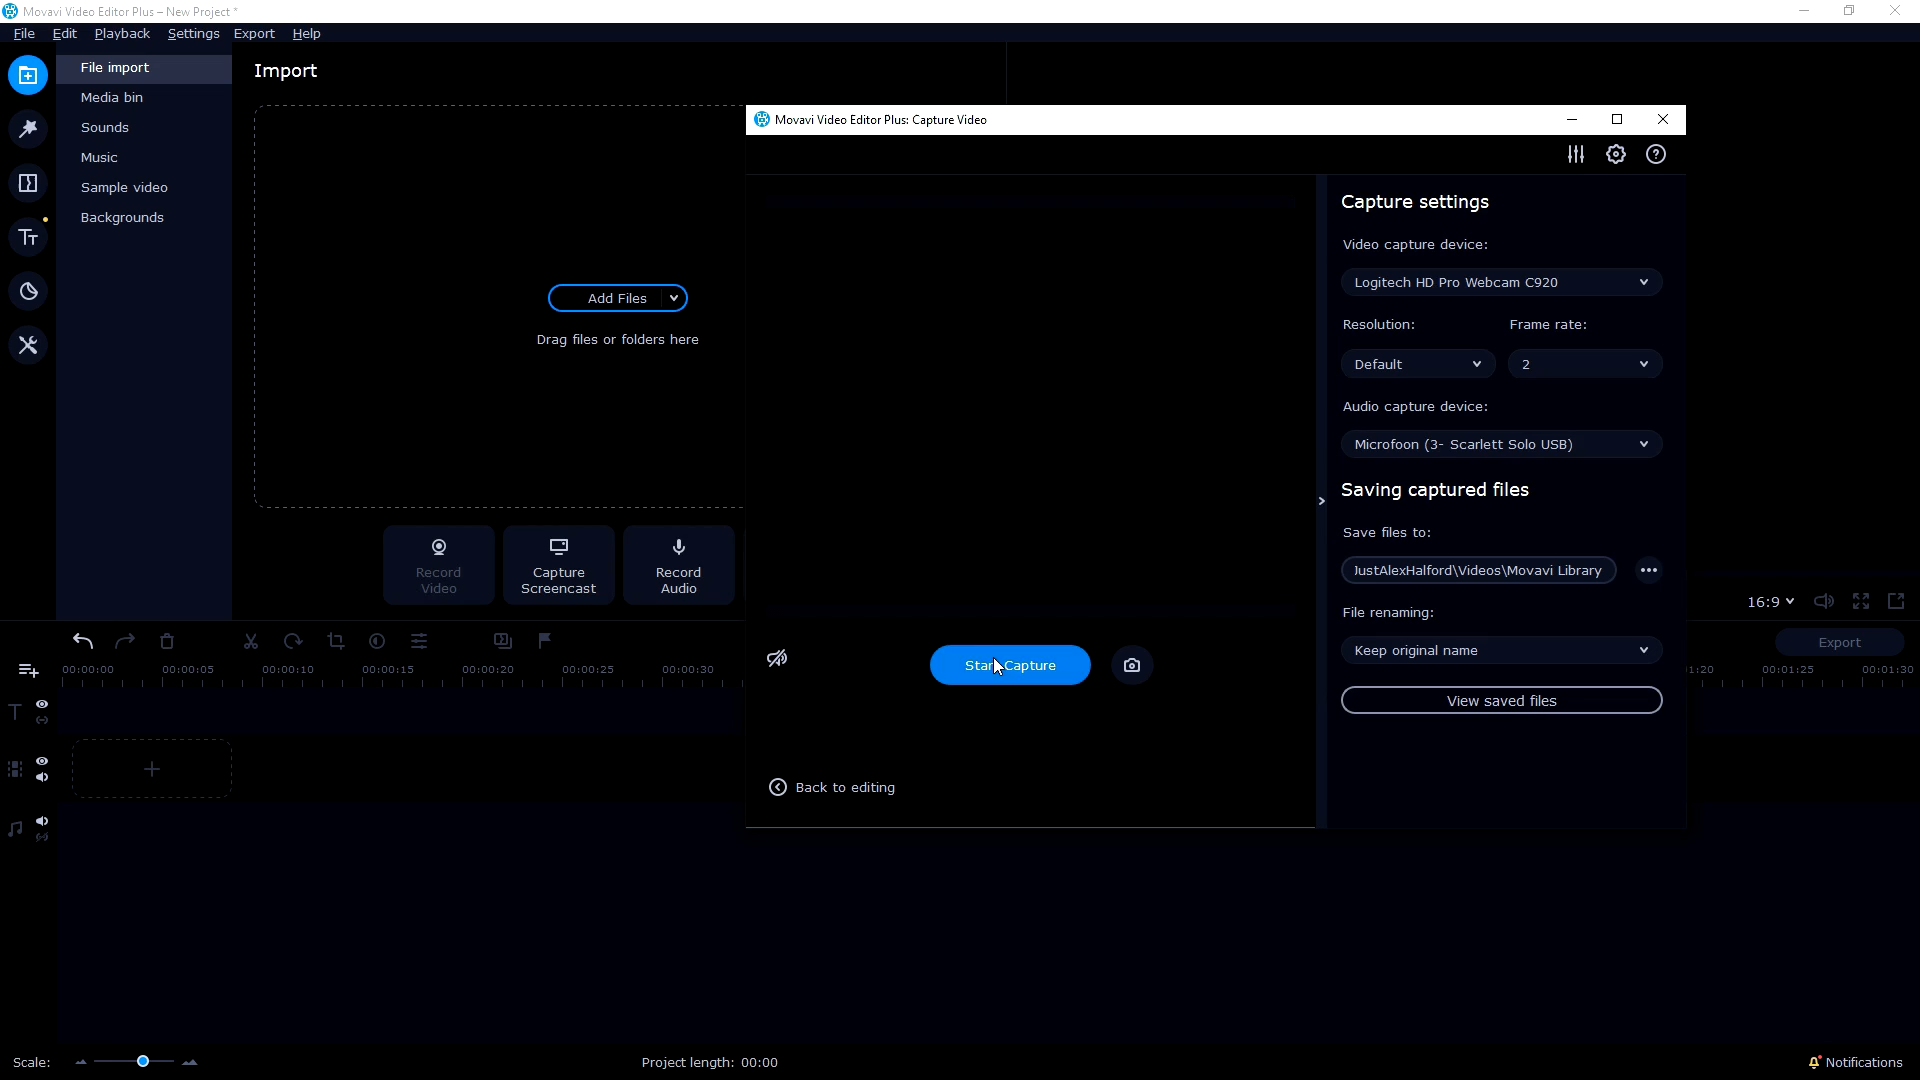 Movavi Video Editor Plus – New Project *
File Edit Playback Settings Export Help
File import
Media bin
Sounds
Music
Sample video
Backgrounds
Import
Add Files
Drag files or folders here
Record Video
Capture Screencast
Record Audio
Movavi Video Editor Plus: Capture Video
Capture settings
Video capture device:
Logitech HD Pro Webcam C920
Resolution: Frame rate:
Default 2
Audio capture device:
Microfoon (3- Scarlett Solo USB)
Saving captured files
Save files to:
JustAlexHalford\Videos\Movavi Library
File renaming:
Keep original name
View saved files
Start Capture
Back to editing
16:9
Export
00:00:00 00:00:05 00:00:10 00:00:15 00:00:20 00:00:25 00:00:30 1:20 00:01:25 00:01:30
Scale:
Project length: 00:00
Notifications